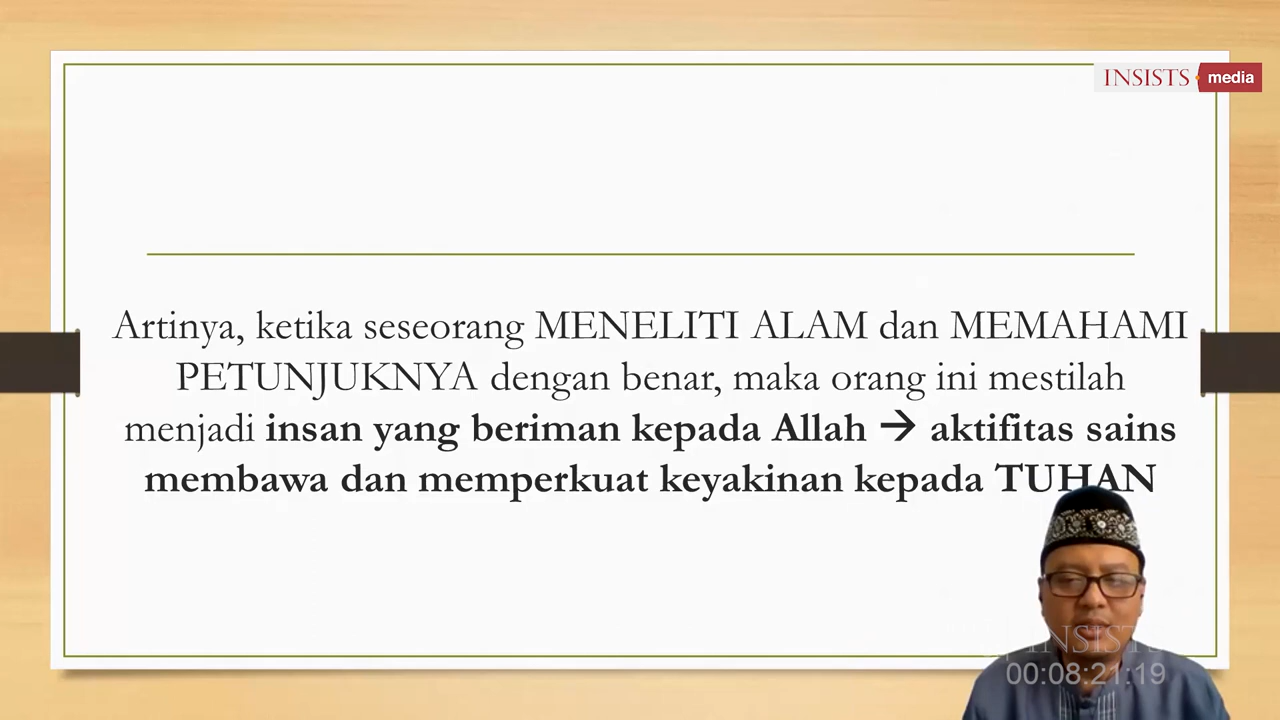 INSISTS media
Artinya, ketika seseorang MENELITI ALAM dan MEMAHAMI
PETUNJUKNYA dengan benar, maka orang ini mestilah
menjadi insan yang beriman kepada Allah → aktifitas sains
membawa dan memperkuat keyakinan kepada TUHAN
INSISTS
00:08:21:19